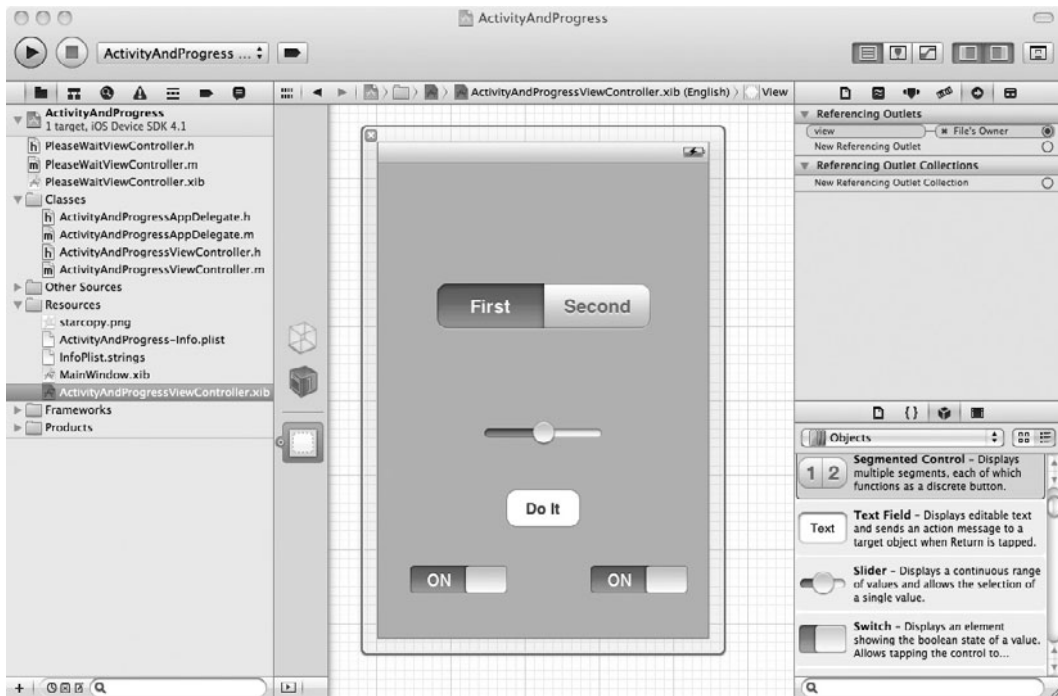 ActivityAndProgress
ActivityAndProgress ...
ActivityAndProgressViewController.xib (English)
View
ActivityAndProgress
1 target, iOS Device SDK 4.1
h PleaseWaitViewController.h
m PleaseWaitViewController.m
PleaseWaitViewController.xib
Classes
h ActivityAndProgressAppDelegate.h
m ActivityAndProgressAppDelegate.m
h ActivityAndProgressViewController.h
m ActivityAndProgressViewController.m
Other Sources
Resources
starcopy.png
ActivityAndProgress-Info.plist
InfoPlist.strings
MainWindow.xib
ActivityAndProgressViewController.xib
Frameworks
Products
First Second
Do It
ON ON
Referencing Outlets
view File's Owner
New Referencing Outlet
Referencing Outlet Collections
New Referencing Outlet Collection
{}
Objects
1 2
Segmented Control – Displays
multiple segments, each of which
functions as a discrete button.
Text
Text Field – Displays editable text
and sends an action message to a
target object when Return is tapped.
Slider – Displays a continuous range
of values and allows the selection of
a single value.
Switch – Displays an element
showing the boolean state of a value.
Allows tapping the control to...